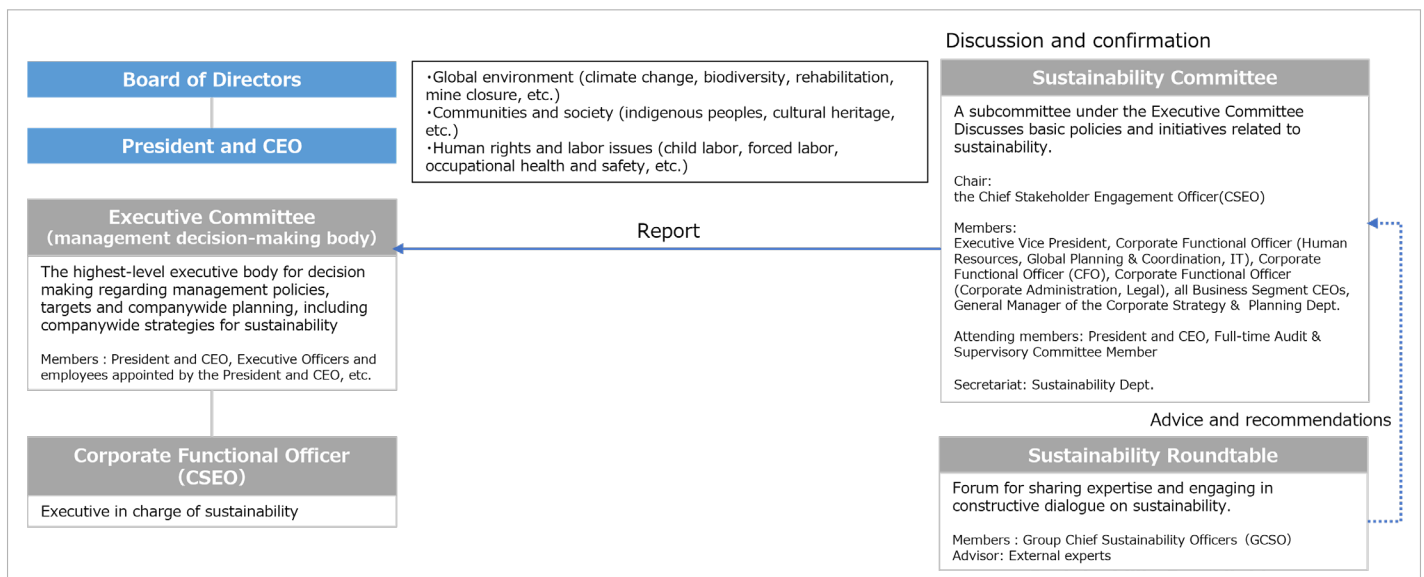 Board of Directors
President and CEO
・Global environment (climate change, biodiversity, rehabilitation,
mine closure, etc.)
・Communities and society (indigenous peoples, cultural heritage,
etc.)
・Human rights and labor issues (child labor, forced labor,
occupational health and safety, etc.)
Executive Committee
(management decision-making body)
The highest-level executive body for decision
making regarding management policies,
targets and companywide planning, including
companywide strategies for sustainability
Members : President and CEO, Executive Officers and
employees appointed by the President and CEO, etc.
Corporate Functional Officer
（CSEO）
Executive in charge of sustainability
Report
Discussion and confirmation
Sustainability Committee
A subcommittee under the Executive Committee
Discusses basic policies and initiatives related to
sustainability.
Chair:
the Chief Stakeholder Engagement Officer(CSEO)
Members:
Executive Vice President, Corporate Functional Officer (Human
Resources, Global Planning & Coordination, IT), Corporate
Functional Officer (CFO), Corporate Functional Officer
(Corporate Administration, Legal), all Business Segment CEOs,
General Manager of the Corporate Strategy & Planning Dept.
Attending members: President and CEO, Full-time Audit &
Supervisory Committee Member
Secretariat: Sustainability Dept.
Advice and recommendations
Sustainability Roundtable
Forum for sharing expertise and engaging in
constructive dialogue on sustainability.
Members : Group Chief Sustainability Officers（GCSO）
Advisor: External experts